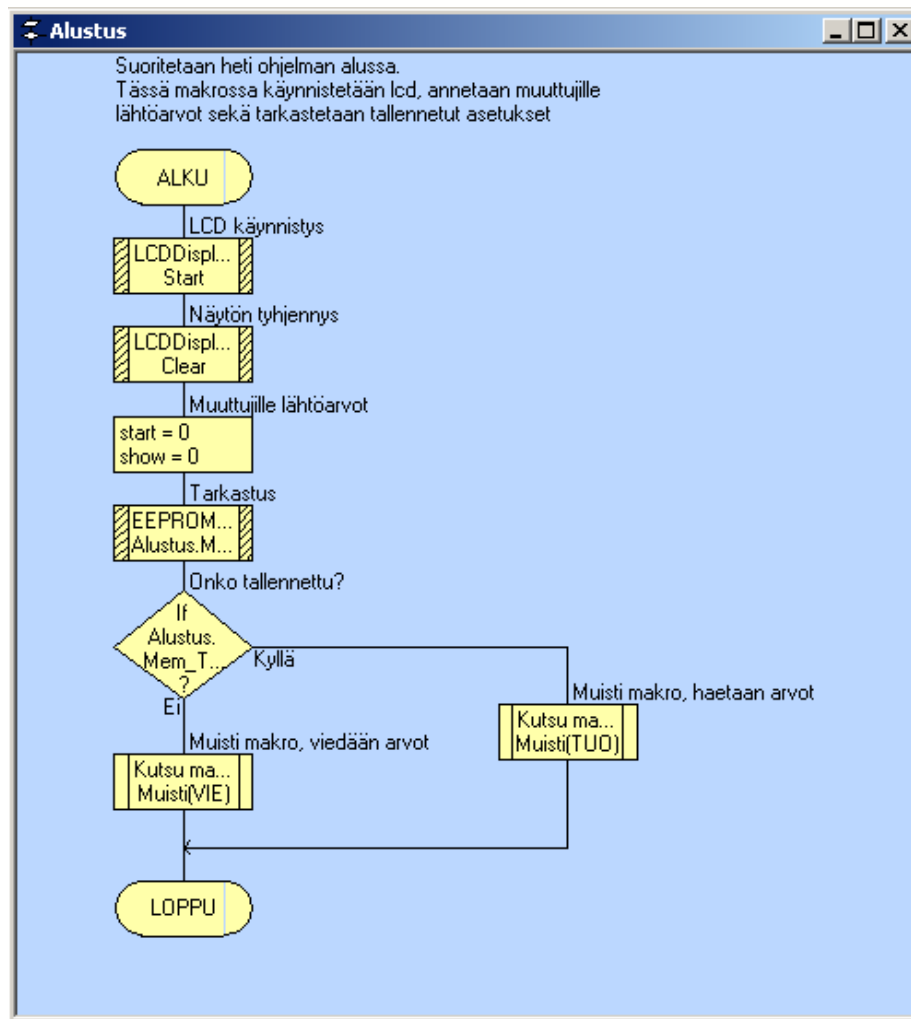 Alustus
Suoritetaan heti ohjelman alussa.
Tässä makrossa käynnistetään lcd, annetaan muuttujille
lähtöarvot sekä tarkastetaan tallennetut asetukset
ALKU
LCD käynnistys
LCDDispl...
Start
Näytön tyhjennys
LCDDispl...
Clear
Muuttujille lähtöarvot
start = 0
show = 0
Tarkastus
EEPROM...
Alustus.M...
Onko tallennettu?
If
Alustus.
Mem_T...
?
Kyllä
Ei
Muisti makro, haetaan arvot
Kutsu ma...
Muisti(TUO)
Muisti makro, viedään arvot
Kutsu ma...
Muisti(VIE)
LOPPU